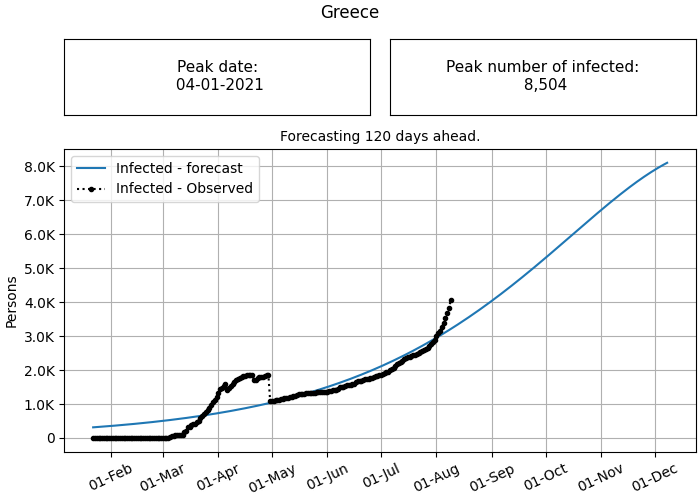 Greece
Peak date:
04-01-2021
Peak number of infected:
8,504
Forecasting 120 days ahead.
Infected - forecast
Infected - Observed
8.0K
7.0K
6.0K
5.0K
4.0K
3.0K
2.0K
1.0K
0
Persons
01-Feb
01-Mar
01-Apr
01-May
01-Jun
01-Jul
01-Aug
01-Sep
01-Oct
01-Nov
01-Dec